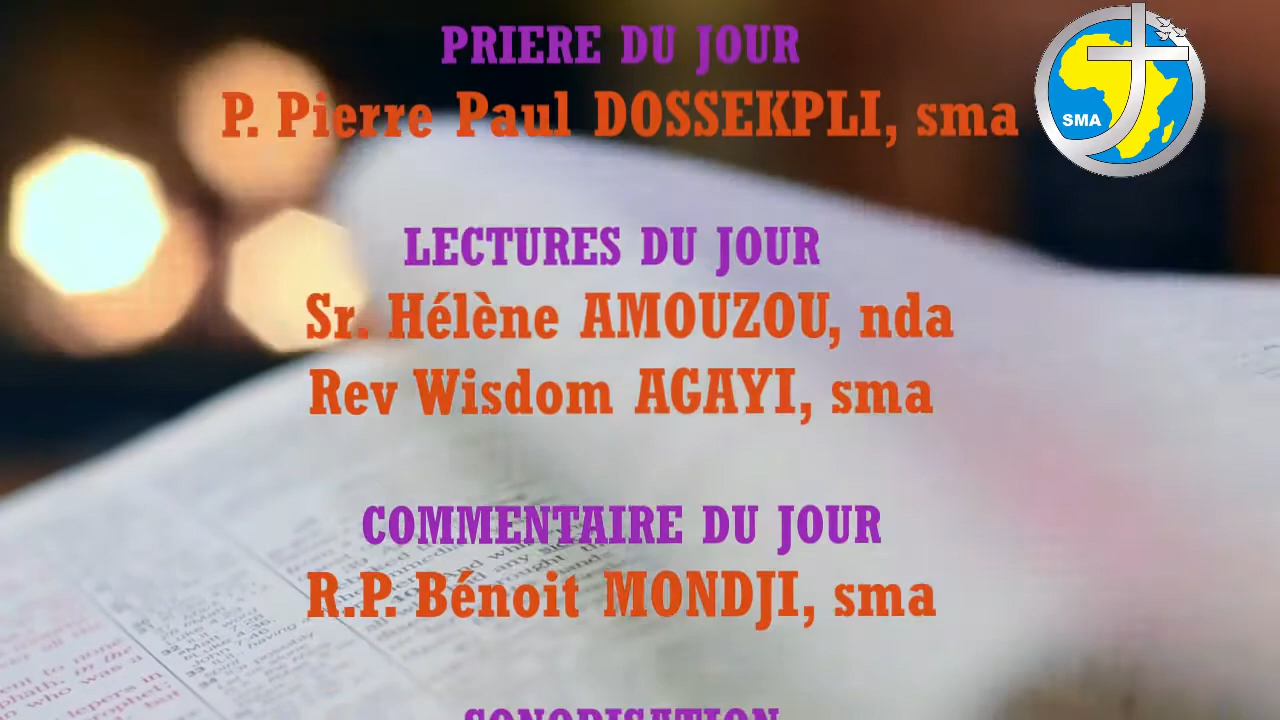 PRIERE DU JOUR
P. Pierre Paul DOSSEKPLI, sma
SMA
LECTURES DU JOUR
Sr. Hélène AMOUZOU, nda
Rev Wisdom AGAYI, sma
COMMENTAIRE DU JOUR
R.P. Bénoit MONDJI, sma
SONORISATION